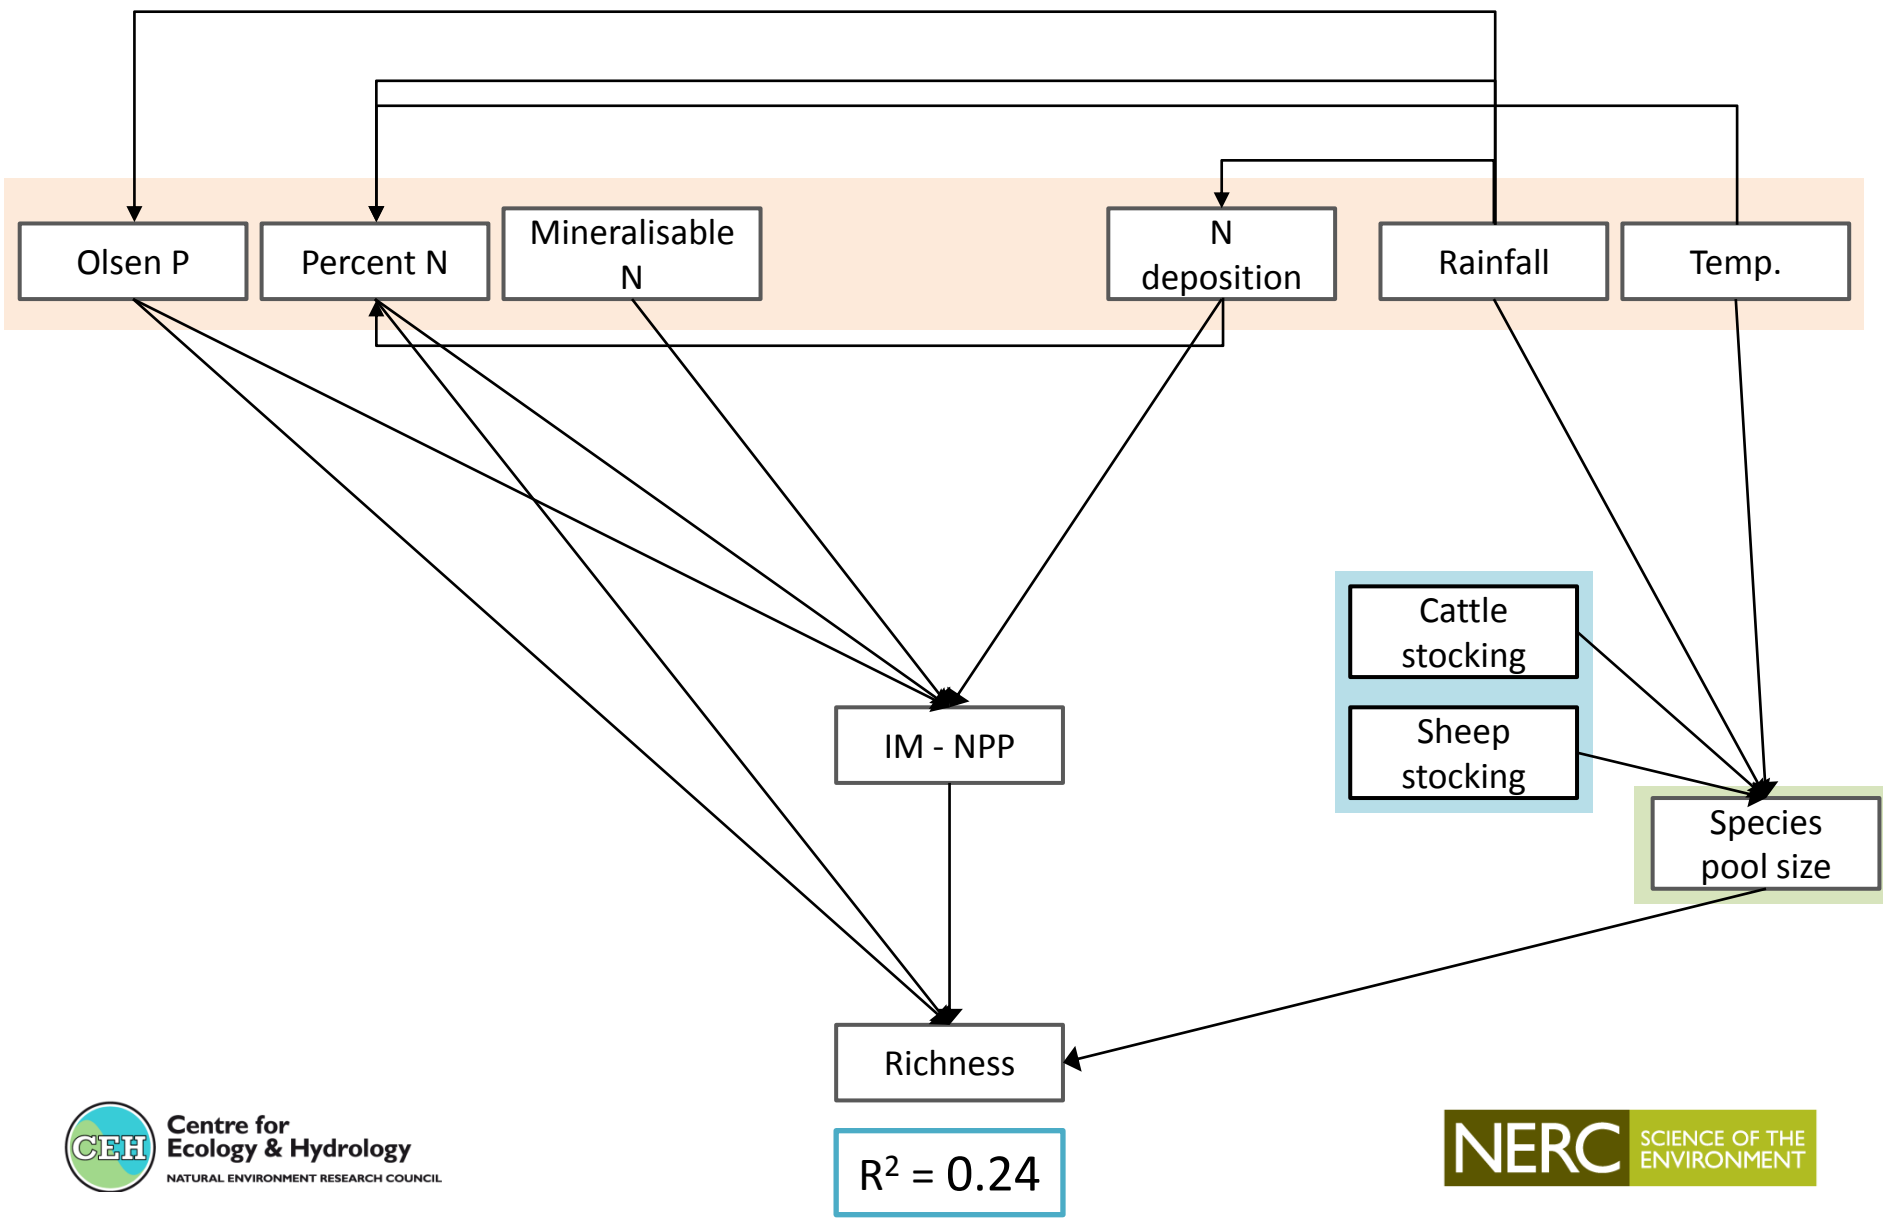 Olsen P
Percent N
Mineralisable
N
N
deposition
Rainfall
Temp.
Cattle
stocking
Sheep
stocking
IM - NPP
Species
pool size
Richness
R² = 0.24
CEH
Centre for
Ecology & Hydrology
NATURAL ENVIRONMENT RESEARCH COUNCIL
NERC
SCIENCE OF THE
ENVIRONMENT